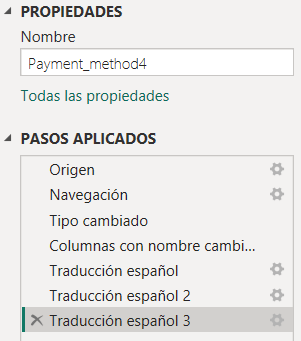 PROPIEDADES
Nombre
Payment_method4
Todas las propiedades
PASOS APLICADOS
Origen
Navegación
Tipo cambiado
Columnas con nombre cambi...
Traducción español
Traducción español 2
Traducción español 3